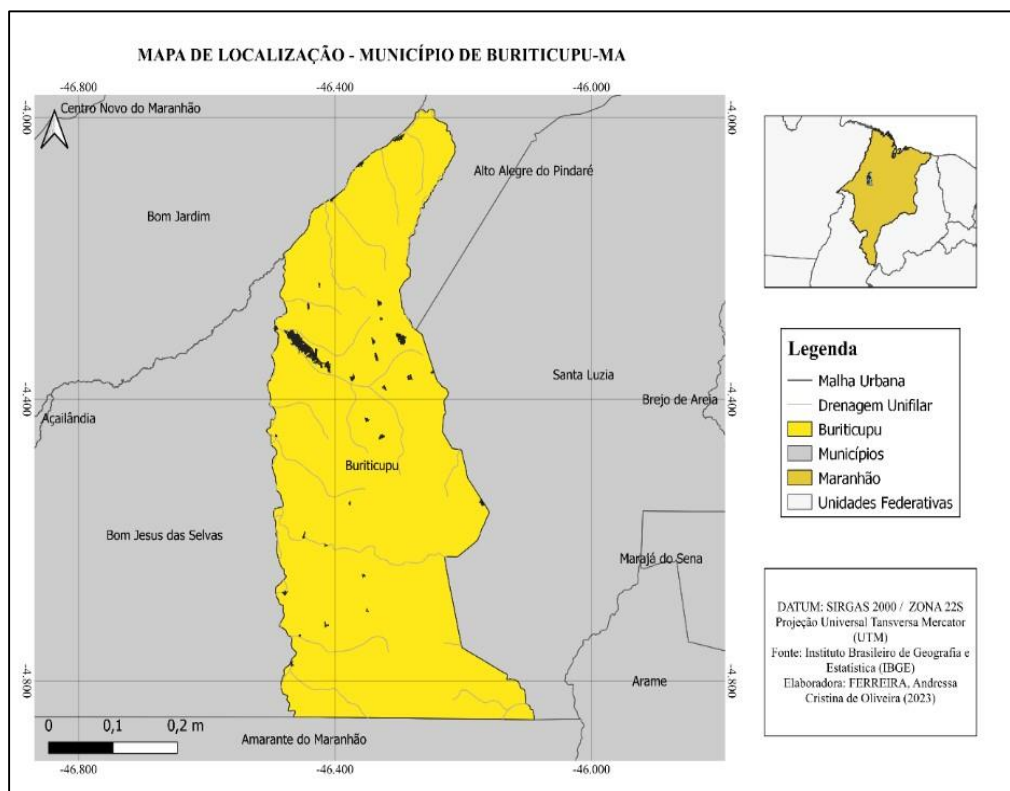 MAPA DE LOCALIZAÇÃO - MUNICÍPIO DE BURITICUPU-MA
-46.800
-46.400
-46.000
-4.000
-4.000
Centro Novo do Maranhão
Alto Alegre do Pindaré
Bom Jardim
Santa Luzia
-4.400
-4.400
Brejo de Areia
Açailândia
Buriticupu
Bom Jesus das Selvas
Marajá do Sena
-4.800
-4.800
Arame
0 0,1 0,2 m
Amarante do Maranhão
-46.800
-46.400
-46.000
Legenda
Malha Urbana
Drenagem Unifilar
Buriticupu
Municípios
Maranhão
Unidades Federativas
DATUM: SIRGAS 2000 / ZONA 22S
Projeção Universal Tansversa Mercator
(UTM)
Fonte: Instituto Brasileiro de Geografia e
Estatística (IBGE)
Elaboradora: FERREIRA, Andressa
Cristina de Oliveira (2023)